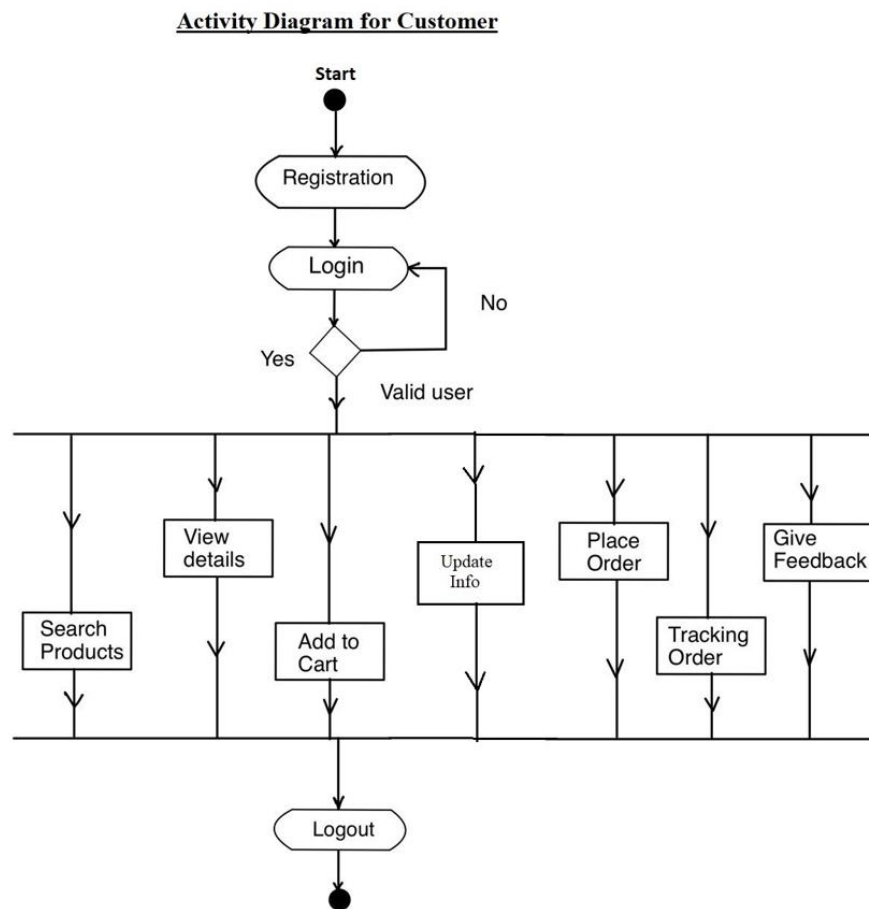 Activity Diagram for Customer
Start
Registration
Login
No
Yes
Valid user
View
details
Update
Info
Place
Order
Give
Feedback
Search
Products
Add to
Cart
Tracking
Order
Logout